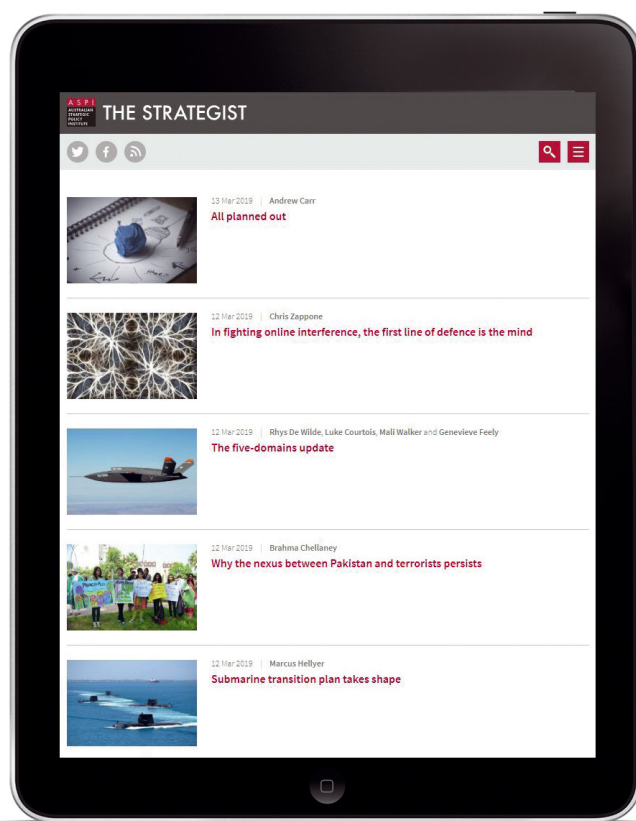 ASPI
AUSTRALIAN
STRATEGIC
POLICY
INSTITUTE
THE STRATEGIST
13 Mar 2019 | Andrew Carr
All planned out
12 Mar 2019 | Chris Zappone
In fighting online interference, the first line of defence is the mind
12 Mar 2019 | Rhys De Wilde, Luke Courtois, Mali Walker and Genevieve Feely
The five-domains update
12 Mar 2019 | Brahma Chellaney
Why the nexus between Pakistan and terrorists persists
12 Mar 2019 | Marcus Hellyer
Submarine transition plan takes shape